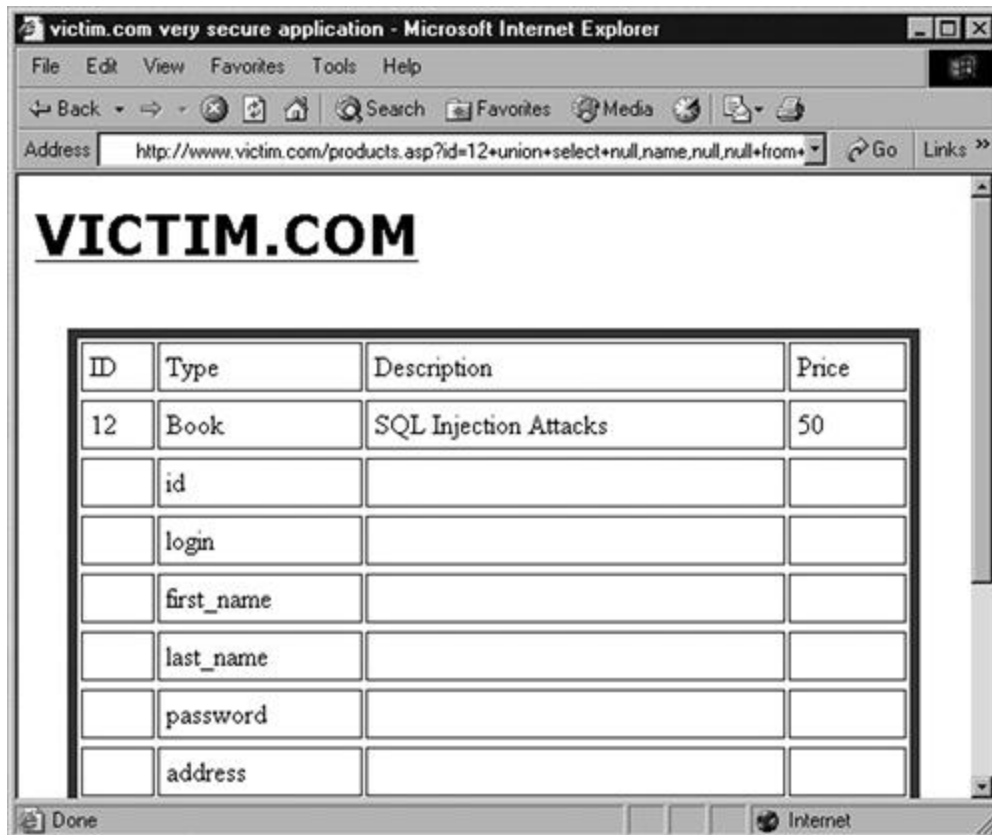 victim.com very secure application - Microsoft Internet Explorer
File Edit View Favorites Tools Help
Back Search Favorites Media
Address http://www.victim.com/products.asp?id=12+union+select+null,name,null,null+from+ Go Links »
VICTIM.COM
ID Type Description Price
12 Book SQL Injection Attacks 50
id
login
first_name
last_name
password
address
Done Internet